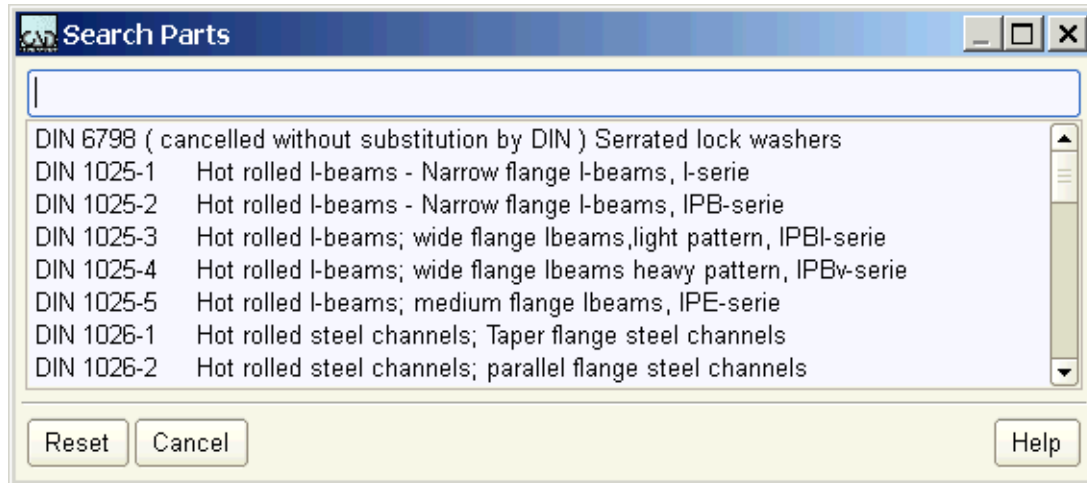 CAD Search Parts
DIN 6798 ( cancelled without substitution by DIN ) Serrated lock washers
DIN 1025-1 Hot rolled I-beams - Narrow flange I-beams, I-serie
DIN 1025-2 Hot rolled I-beams - Narrow flange I-beams, IPB-serie
DIN 1025-3 Hot rolled I-beams; wide flange Ibeams,light pattern, IPBl-serie
DIN 1025-4 Hot rolled I-beams; wide flange Ibeams heavy pattern, IPBv-serie
DIN 1025-5 Hot rolled I-beams; medium flange Ibeams, IPE-serie
DIN 1026-1 Hot rolled steel channels; Taper flange steel channels
DIN 1026-2 Hot rolled steel channels; parallel flange steel channels
Reset Cancel Help